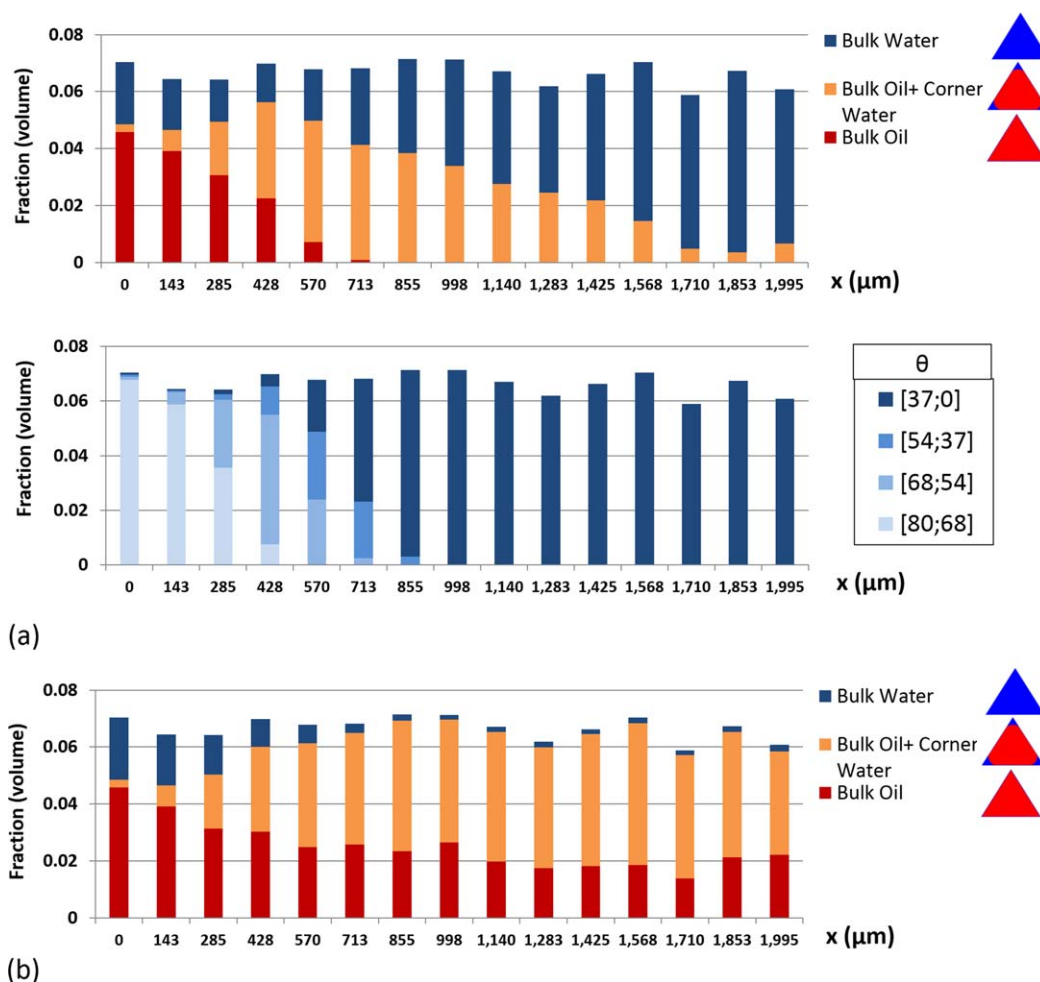 Fraction (volume)
0.08
0.06
0.04
0.02
0
0 143 285 428 570 713 855 998 1,140 1,283 1,425 1,568 1,710 1,853 1,995
x (µm)
Bulk Water
Bulk Oil+ Corner
Water
Bulk Oil
Fraction (volume)
0.08
0.06
0.04
0.02
0
0 143 285 428 570 713 855 998 1,140 1,283 1,425 1,568 1,710 1,853 1,995
x (µm)
θ
[37;0]
[54;37]
[68;54]
[80;68]
(a)
Fraction (volume)
0.08
0.06
0.04
0.02
0
0 143 285 428 570 713 855 998 1,140 1,283 1,425 1,568 1,710 1,853 1,995
x (µm)
Bulk Water
Bulk Oil+ Corner
Water
Bulk Oil
(b)